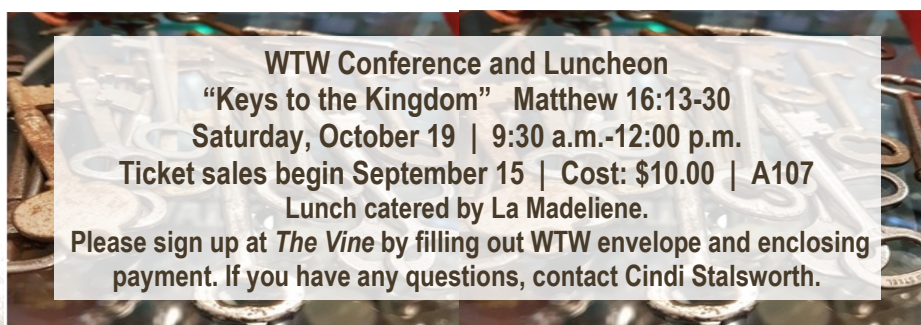 WTW Conference and Luncheon
“Keys to the Kingdom” Matthew 16:13-30
Saturday, October 19 | 9:30 a.m.-12:00 p.m.
Ticket sales begin September 15 | Cost: $10.00 | A107
Lunch catered by La Madeliene.
Please sign up at The Vine by filling out WTW envelope and enclosing
payment. If you have any questions, contact Cindi Stalsworth.